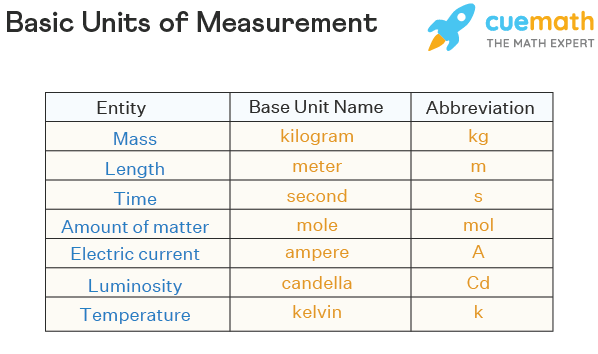 Basic Units of Measurement
cuemath
THE MATH EXPERT
Entity Base Unit Name Abbreviation
Mass kilogram kg
Length meter m
Time second s
Amount of matter mole mol
Electric current ampere A
Luminosity candella Cd
Temperature kelvin k